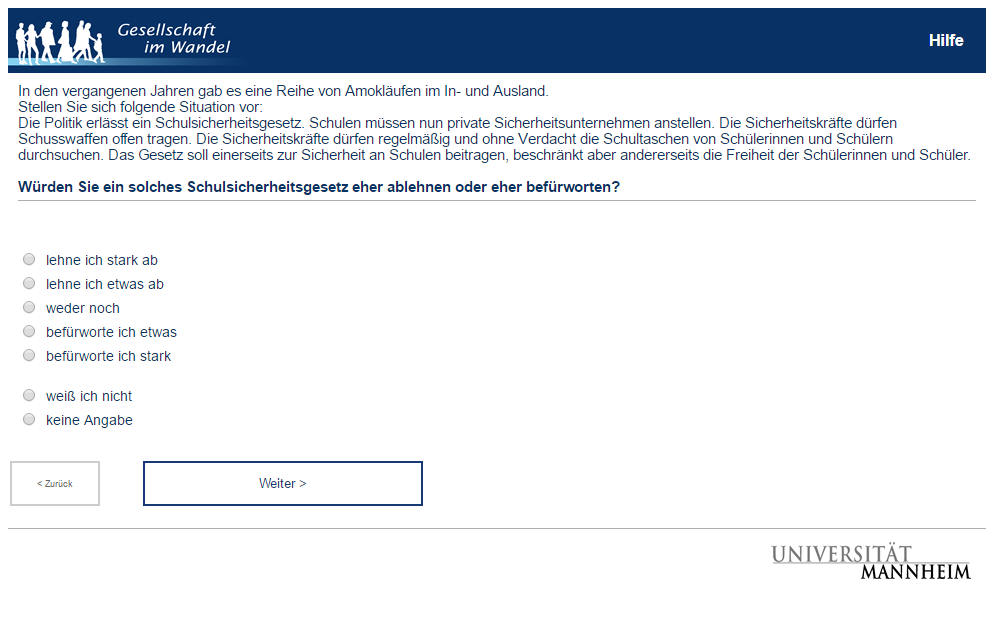 Gesellschaft
im Wandel
Hilfe
In den vergangenen Jahren gab es eine Reihe von Amokläufen im In- und Ausland.
Stellen Sie sich folgende Situation vor:
Die Politik erlässt ein Schulsicherheitsgesetz. Schulen müssen nun private Sicherheitsunternehmen anstellen. Die Sicherheitskräfte dürfen
Schusswaffen offen tragen. Die Sicherheitskräfte dürfen regelmäßig und ohne Verdacht die Schultaschen von Schülerinnen und Schülern
durchsuchen. Das Gesetz soll einerseits zur Sicherheit an Schulen beitragen, beschränkt aber andererseits die Freiheit der Schülerinnen und Schüler.
Würden Sie ein solches Schulsicherheitsgesetz eher ablehnen oder eher befürworten?
lehne ich stark ab
lehne ich etwas ab
weder noch
befürworte ich etwas
befürworte ich stark
weiß ich nicht
keine Angabe
< Zurück
Weiter >
UNIVERSITÄT
MANNHEIM